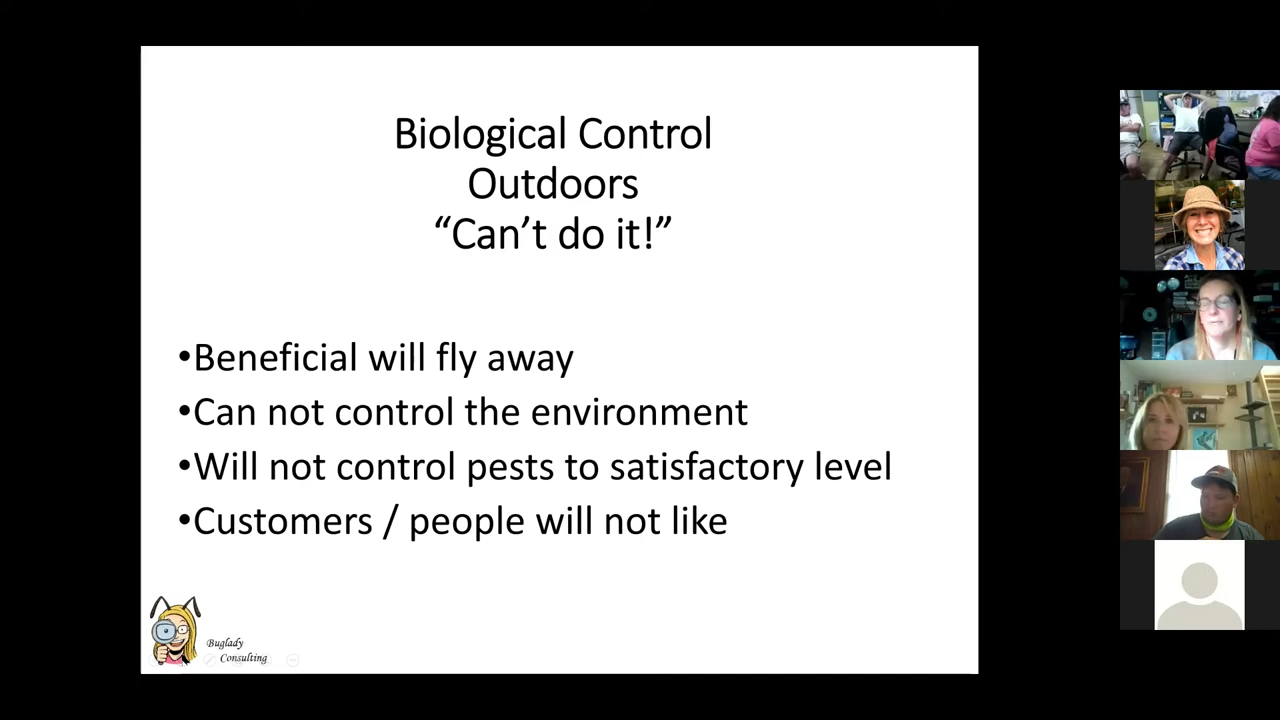 Biological Control
Outdoors
“Can’t do it!”
•Beneficial will fly away
•Can not control the environment
•Will not control pests to satisfactory level
•Customers / people will not like
Buglady
Consulting